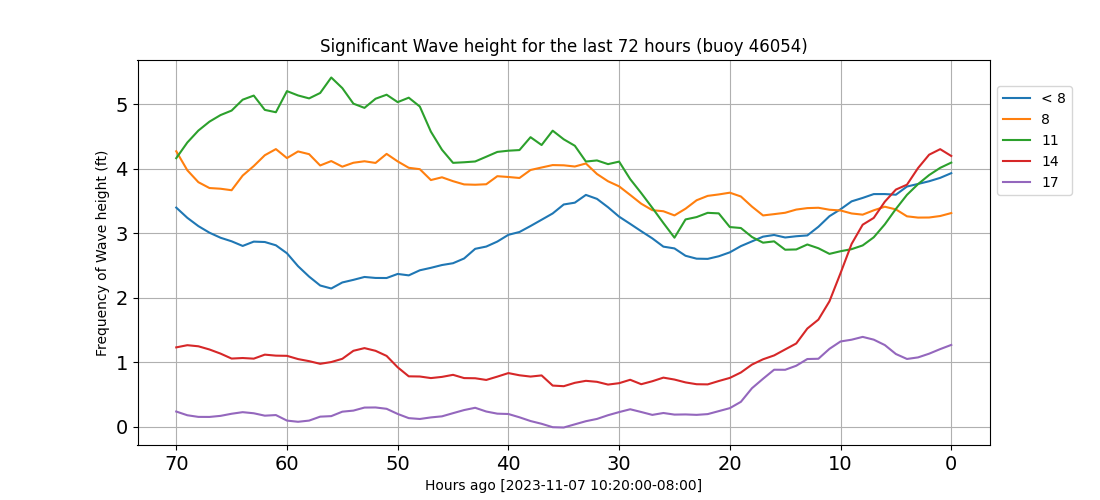 Significant Wave height for the last 72 hours (buoy 46054)
Frequency of Wave height (ft)
5
4
3
2
1
0
70 60 50 40 30 20 10 0
Hours ago [2023-11-07 10:20:00-08:00]
< 8
8
11
14
17